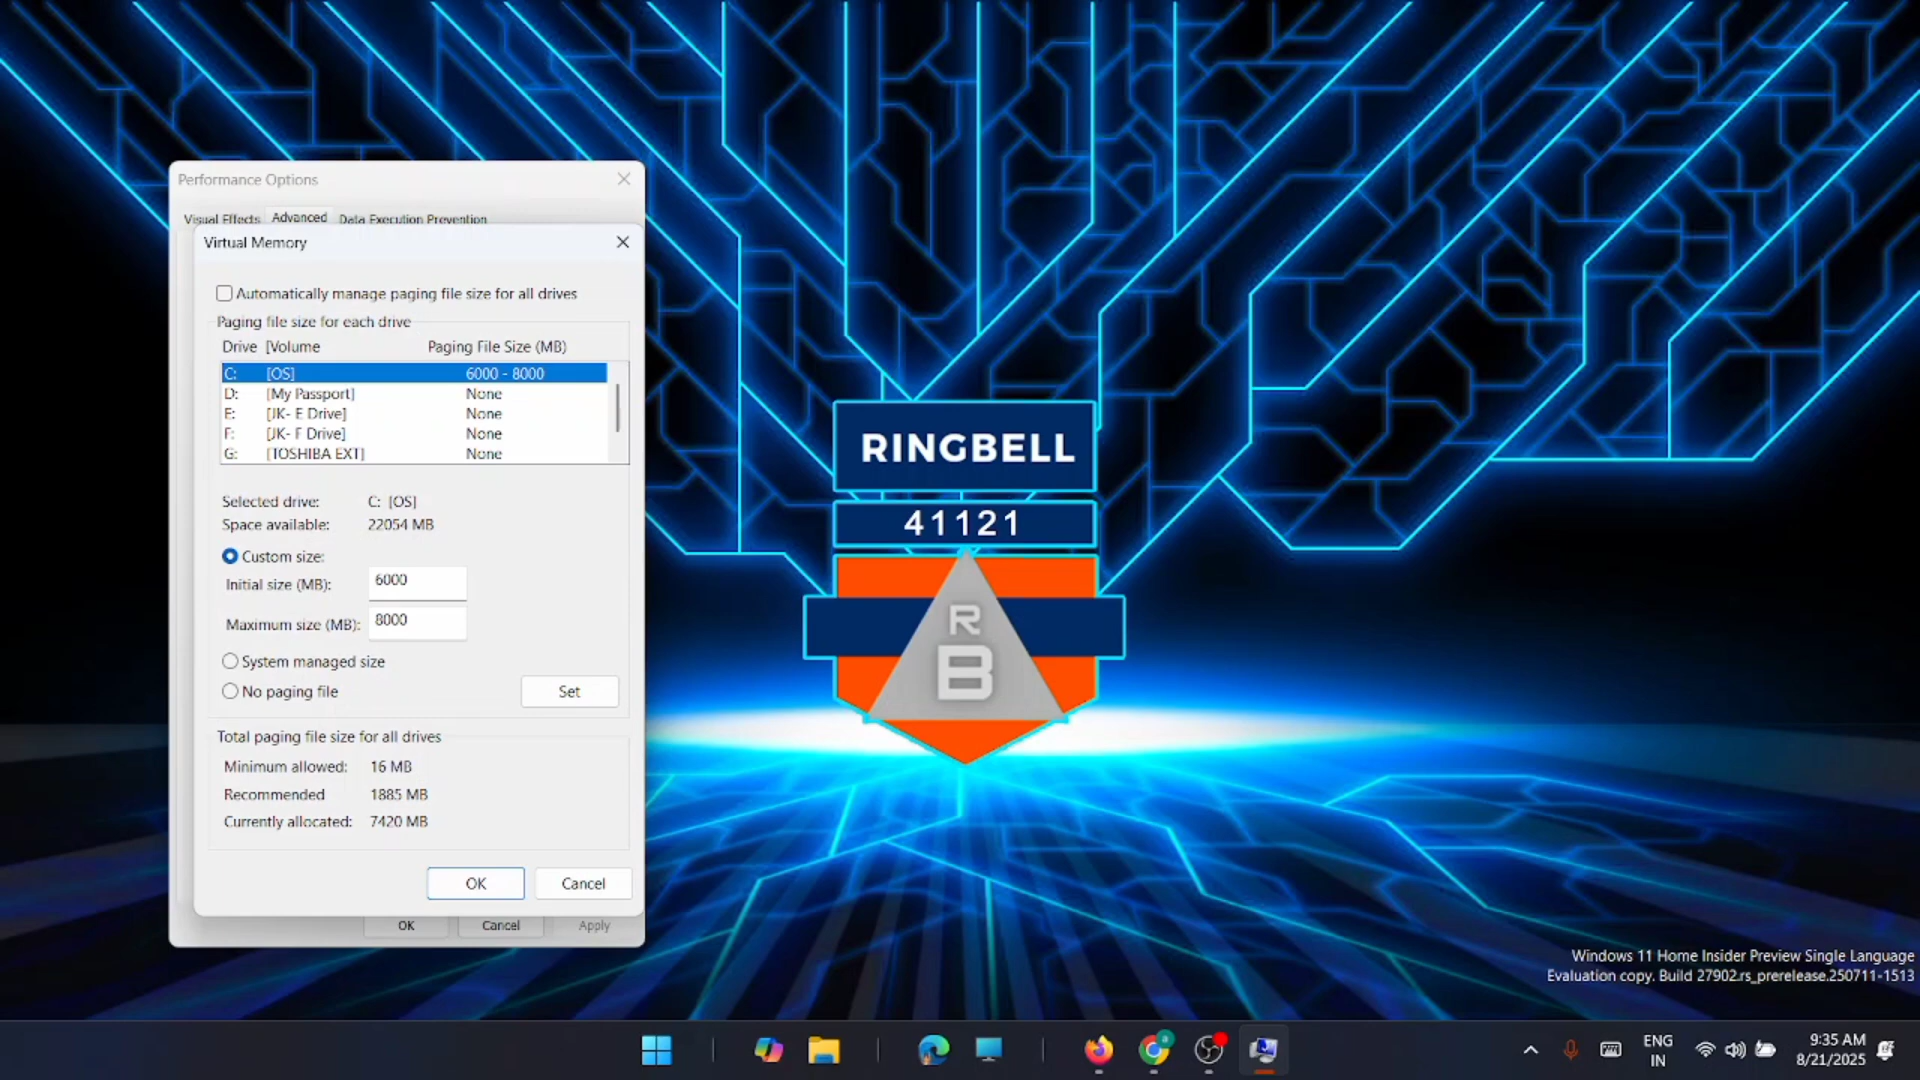 Performance Options
Visual Effects Advanced Data Execution Prevention
Virtual Memory
Automatically manage paging file size for all drives
Paging file size for each drive
Drive [Volume Paging File Size (MB)
C: [OS] 6000 - 8000
D: [My Passport] None
E: [JK- E Drive] None
F: [JK- F Drive] None
G: [TOSHIBA EXT] None
Selected drive: C: [OS]
Space available: 22054 MB
Custom size:
Initial size (MB): 6000
Maximum size (MB): 8000
System managed size
No paging file
Set
Total paging file size for all drives
Minimum allowed: 16 MB
Recommended 1885 MB
Currently allocated: 7420 MB
OK Cancel
OK Cancel Apply
RINGBELL
41121
R
B
Windows 11 Home Insider Preview Single Language
Evaluation copy. Build 27902.rs_prerelease.250711-1513
ENG
IN
9:35 AM
8/21/2025